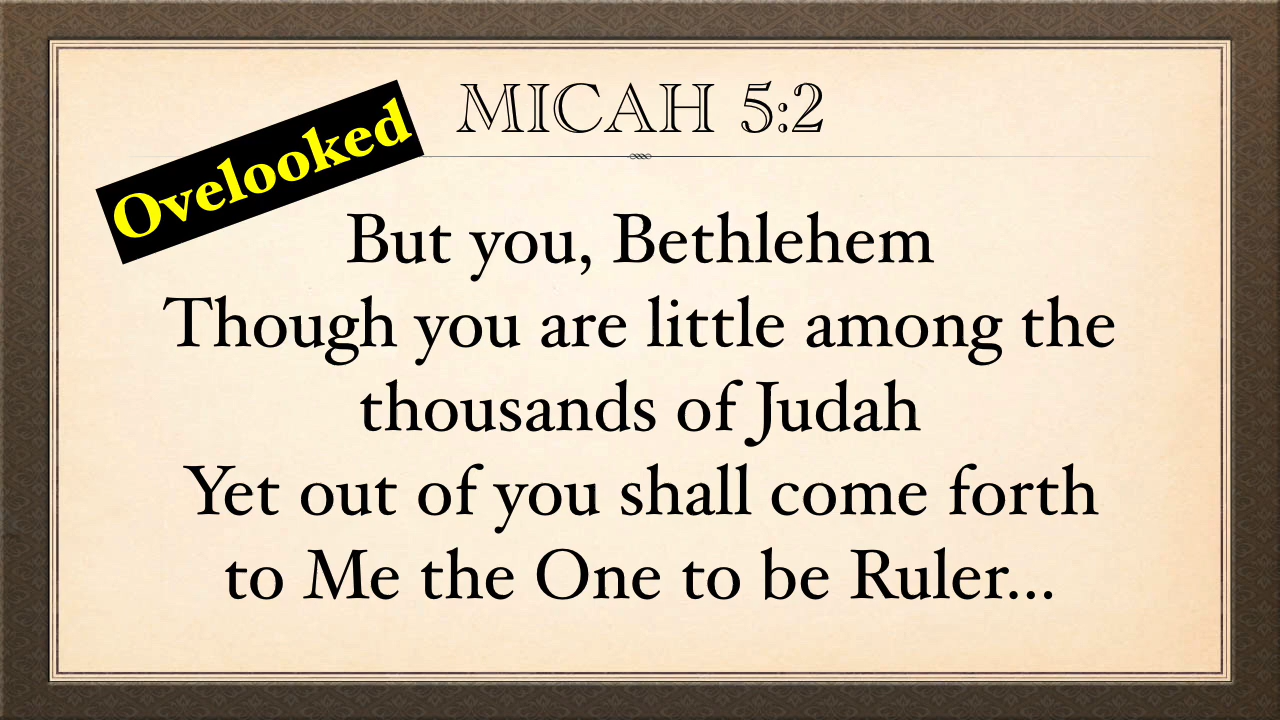 MICAH 5:2
Ovelooked
But you, Bethlehem
Though you are little among the
thousands of Judah
Yet out of you shall come forth
to Me the One to be Ruler...